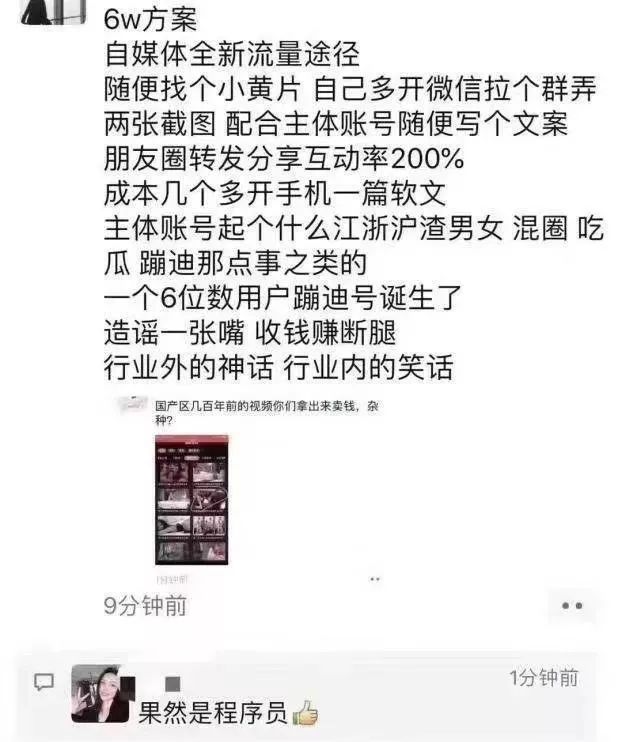 6w方案
自媒体全新流量途径
随便找个小黄片 自己多开微信拉个群弄
两张截图 配合主体账号随便写个文案
朋友圈转发分享互动率200%
成本几个多开手机一篇软文
主体账号起个什么江浙沪渣男女 混圈 吃
瓜 蹦迪那点事之类的
一个6位数用户蹦迪号诞生了
造谣一张嘴 收钱赚断腿
行业外的神话 行业内的笑话
国产区几百年前的视频你们拿出来卖钱，杂
种？
1分钟前
9分钟前
1分钟前
果然是程序员👍